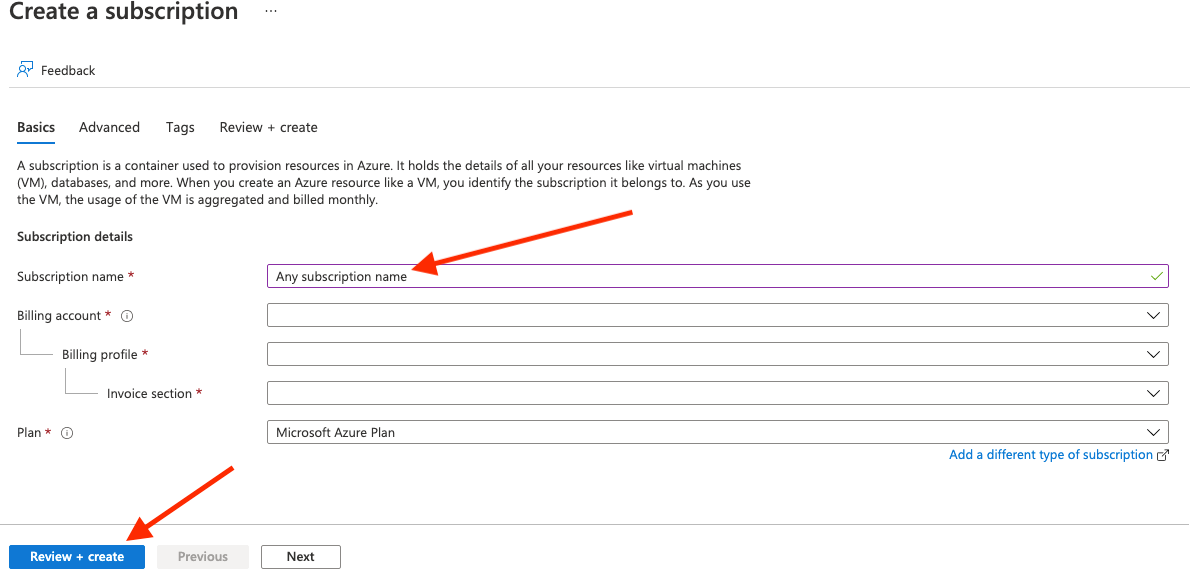 Create a subscription ...
Feedback
Basics Advanced Tags Review + create
A subscription is a container used to provision resources in Azure. It holds the details of all your resources like virtual machines
(VM), databases, and more. When you create an Azure resource like a VM, you identify the subscription it belongs to. As you use
the VM, the usage of the VM is aggregated and billed monthly.
Subscription details
Subscription name * Any subscription name
Billing account *
Billing profile *
Invoice section *
Plan * Microsoft Azure Plan
Add a different type of subscription
Review + create Previous Next